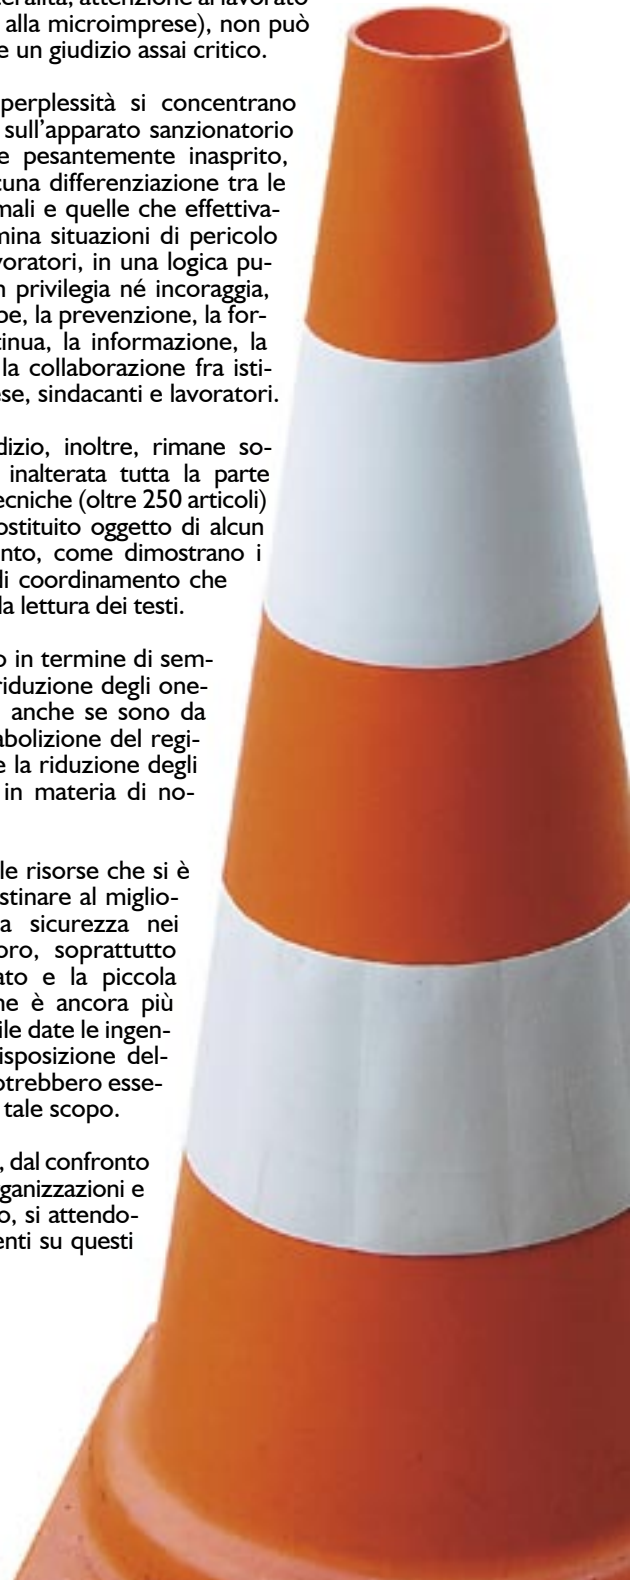 teralità, attenzione al lavoro
alla microimprese), non può
e un giudizio assai critico.
perplessità si concentrano
sull’apparato sanzionatorio
e pesantemente inasprito,
cuna differenziazione tra le
mali e quelle che effettiva-
mina situazioni di pericolo
voratori, in una logica pu-
n privilegia né incoraggia,
pe, la prevenzione, la for-
tinua, la informazione, la
la collaborazione fra isti-
ese, sindacanti e lavoratori.
dizio, inoltre, rimane so-
inalterata tutta la parte
ecniche (oltre 250 articoli)
ostituito oggetto di alcun
nto, come dimostrano i
di coordinamento che
la lettura dei testi.
o in termine di sem-
riduzione degli one-
anche se sono da
abolizione del regi-
e la riduzione degli
in materia di no-
le risorse che si è
stinare al miglio-
a sicurezza nei
oro, soprattutto
ato e la piccola
ne è ancora più
ile date le ingen-
isposizione del-
otrebbero esse-
tale scopo.
, dal confronto
ganizzazioni e
o, si attendo-
enti su questi